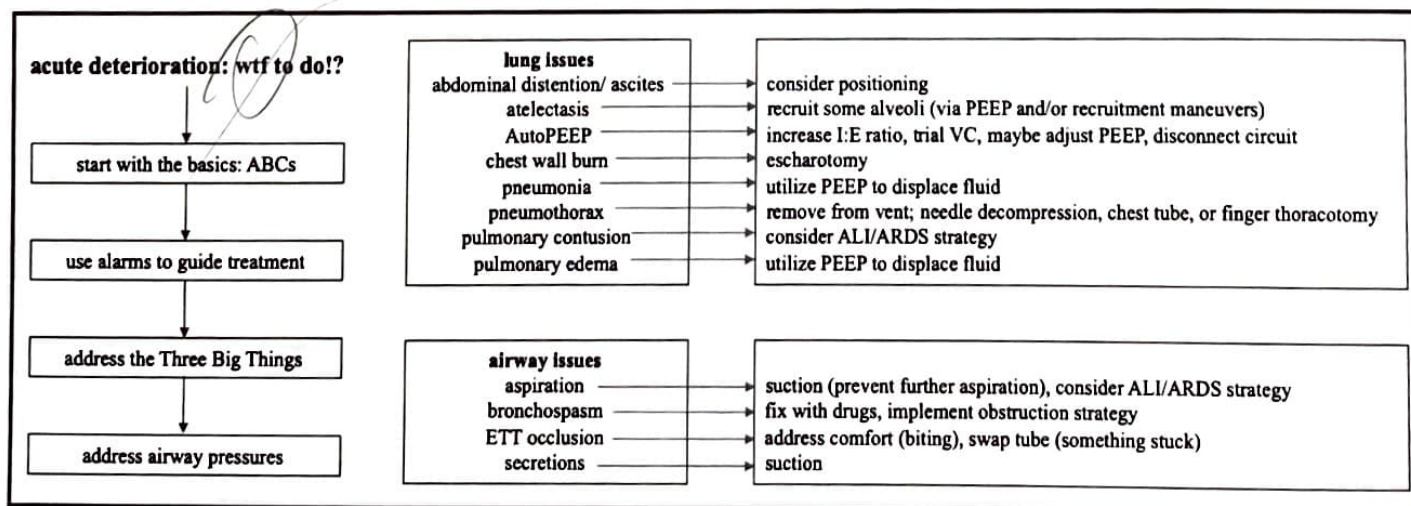 acute deterioration: wtf to do!?
start with the basics: ABCs
use alarms to guide treatment
address the Three Big Things
address airway pressures
lung issues
abdominal distention/ ascites
atelectasis
AutoPEEP
chest wall burn
pneumonia
pneumothorax
pulmonary contusion
pulmonary edema
consider positioning
recruit some alveoli (via PEEP and/or recruitment maneuvers)
increase I:E ratio, trial VC, maybe adjust PEEP, disconnect circuit
escharotomy
utilize PEEP to displace fluid
remove from vent; needle decompression, chest tube, or finger thoracotomy
consider ALI/ARDS strategy
utilize PEEP to displace fluid
airway issues
aspiration
bronchospasm
ETT occlusion
secretions
suction (prevent further aspiration), consider ALI/ARDS strategy
fix with drugs, implement obstruction strategy
address comfort (biting), swap tube (something stuck)
suction